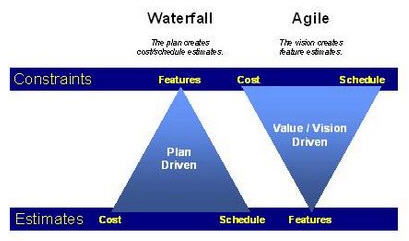 Waterfall
Agile
The plan creates
cost/schedule estimates.
The vision creates
feature estimates.
Constraints
Features
Cost
Schedule
Plan
Driven
Value / Vision
Driven
Estimates
Cost
Schedule
Features